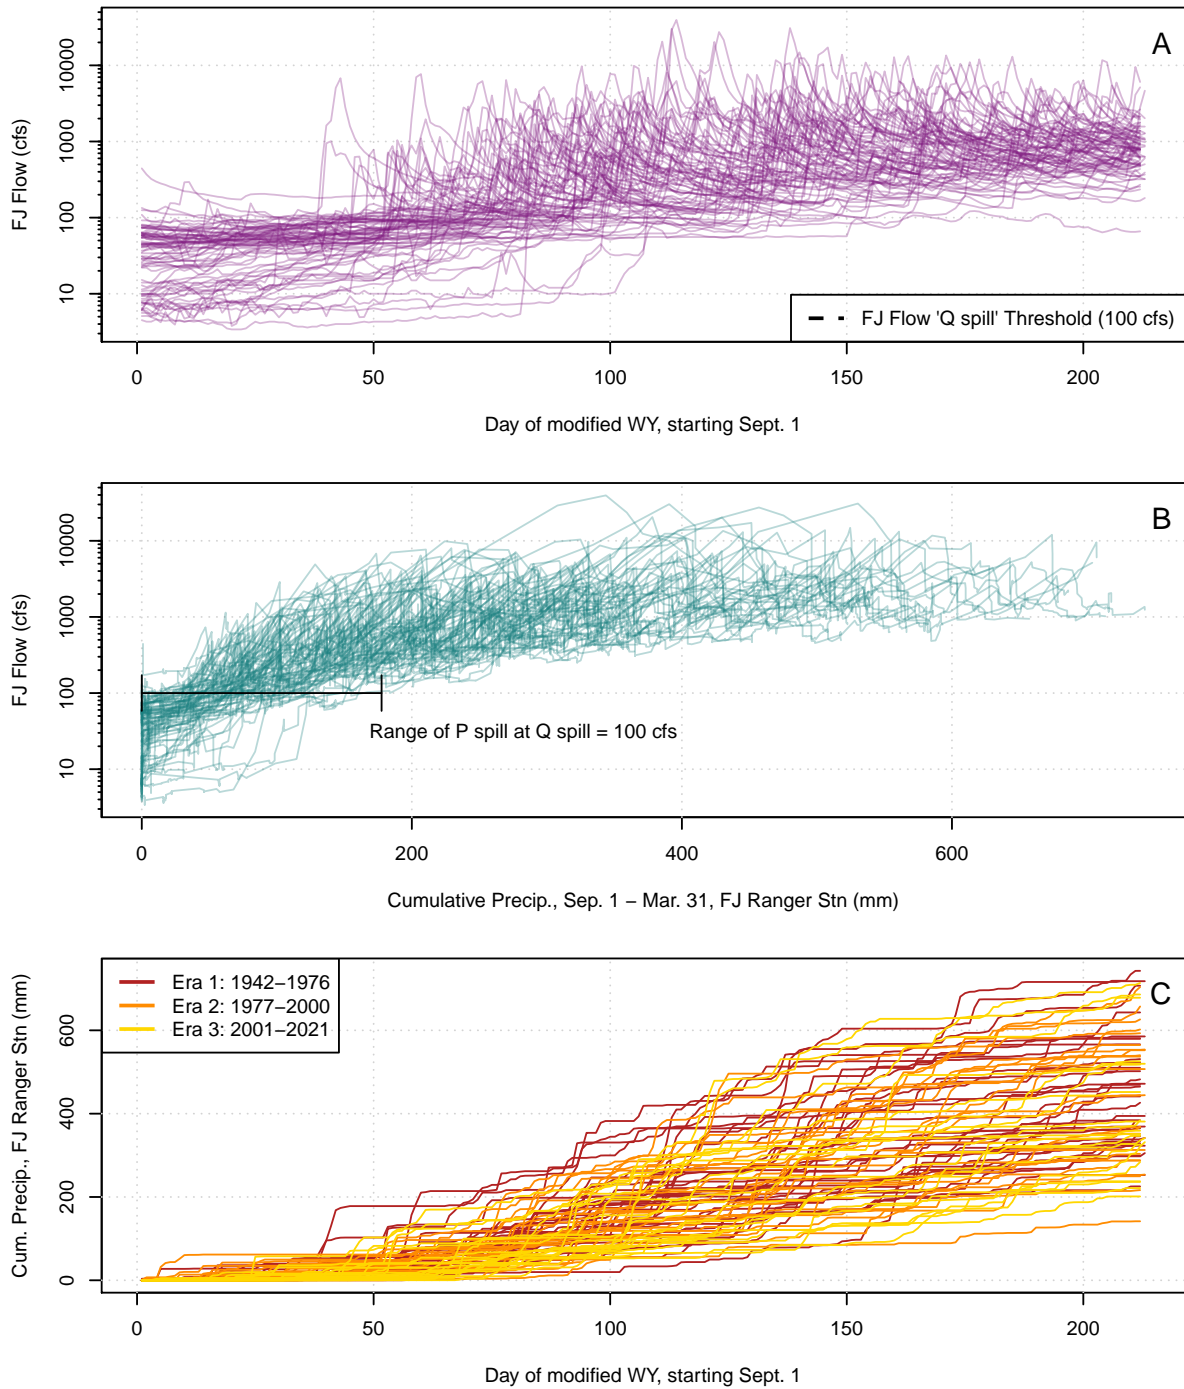 A
10000
1000
100
10
FJ Flow (cfs)
FJ Flow 'Q spill' Threshold (100 cfs)
0 50 100 150 200
Day of modified WY, starting Sept. 1
B
10000
1000
100
10
FJ Flow (cfs)
Range of P spill at Q spill = 100 cfs
0 200 400 600
Cumulative Precip., Sep. 1 − Mar. 31, FJ Ranger Stn (mm)
C
Era 1: 1942−1976
Era 2: 1977−2000
Era 3: 2001−2021
600
400
200
0
Cum. Precip., FJ Ranger Stn (mm)
0 50 100 150 200
Day of modified WY, starting Sept. 1